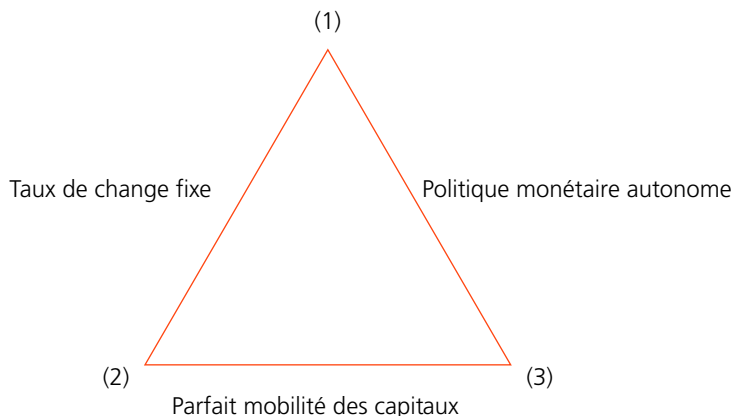 (1)
Taux de change fixe
Politique monétaire autonome
(2)
(3)
Parfait mobilité des capitaux